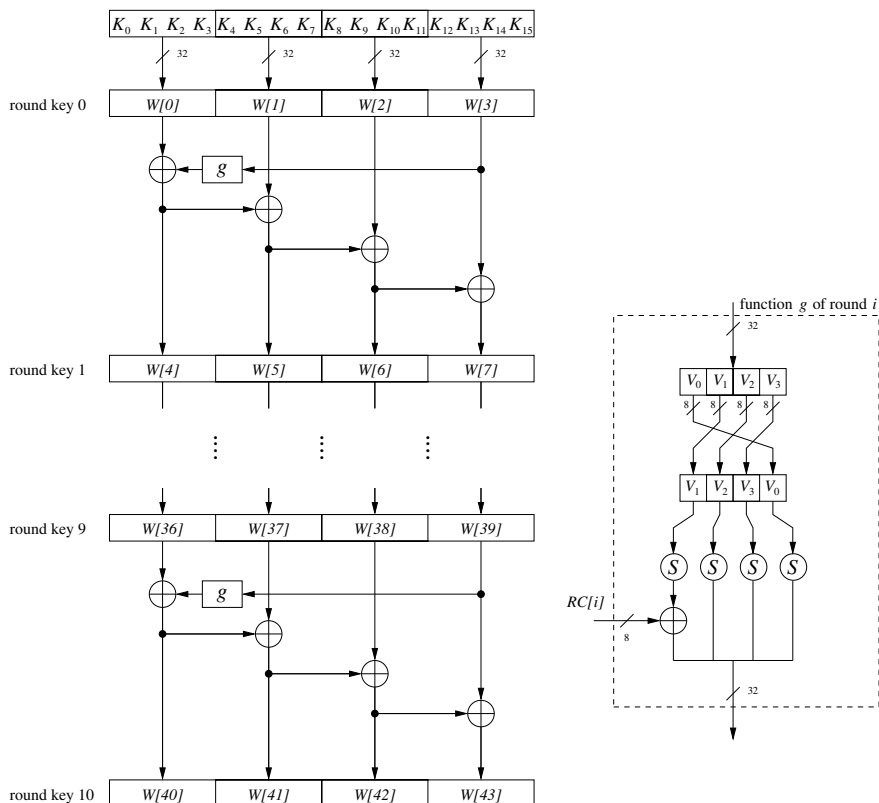 K0 K1 K2 K3 K4 K5 K6 K7 K8 K9 K10 K11 K12 K13 K14 K15
32 32 32 32
round key 0 W[0] W[1] W[2] W[3]
g
function g of round i
32
round key 1 W[4] W[5] W[6] W[7]
V0 V1 V2 V3
8 8 8 8
V1 V2 V3 V0
round key 9 W[36] W[37] W[38] W[39]
S S S S
g
RC[i]
8
32
round key 10 W[40] W[41] W[42] W[43]